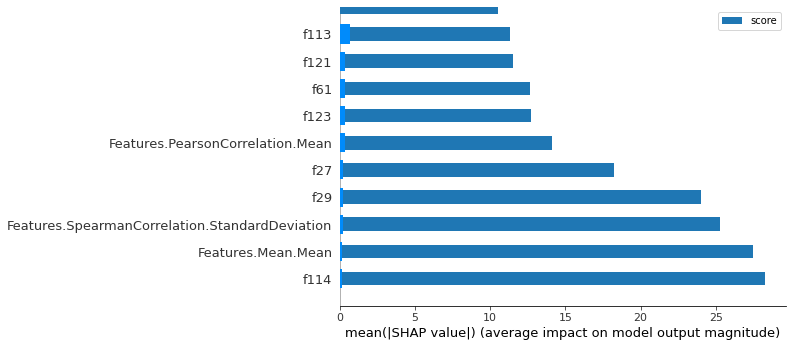 score
f113
f121
f61
f123
Features.PearsonCorrelation.Mean
f27
f29
Features.SpearmanCorrelation.StandardDeviation
Features.Mean.Mean
f114
0 5 10 15 20 25
mean(|SHAP value|) (average impact on model output magnitude)